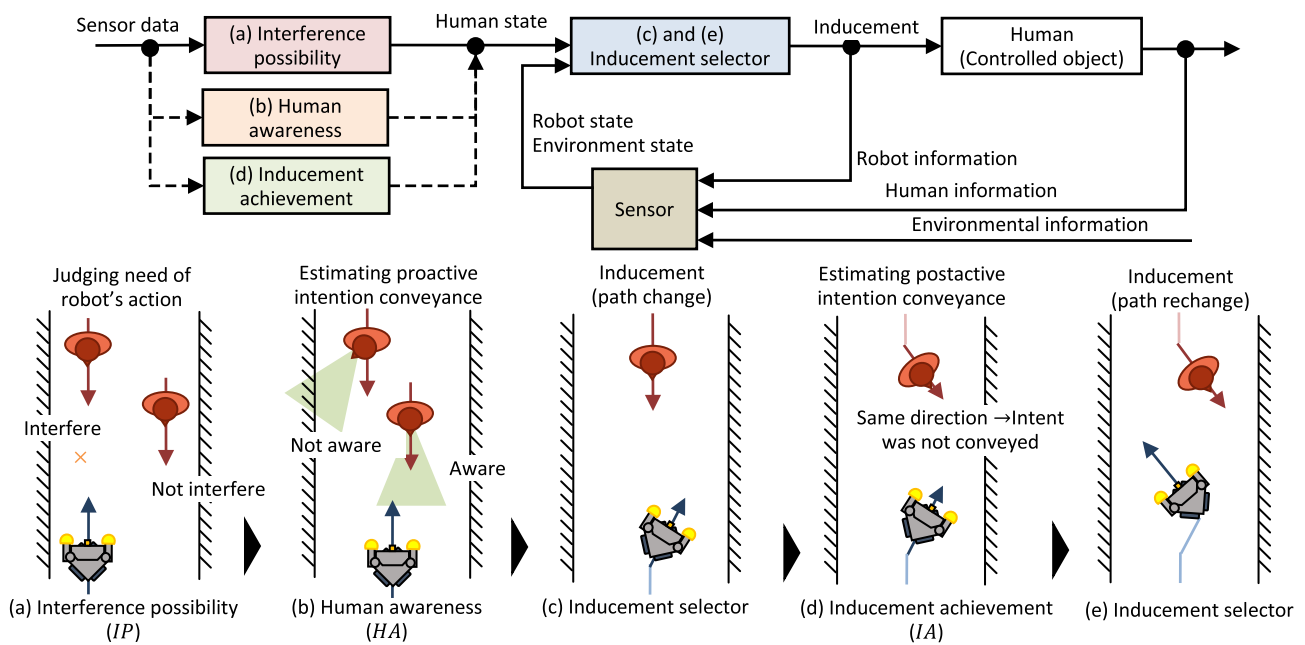 Sensor data
(a) Interference
possibility
Human state
(c) and (e)
Inducement selector
Inducement
Human
(Controlled object)
(b) Human
awareness
(d) Inducement
achievement
Robot state
Environment state
Sensor
Robot information
Human information
Environmental information
Judging need of
robot's action
Interfere
Not interfere
(a) Interference possibility
(IP)
Estimating proactive
intention conveyance
Not aware
Aware
(b) Human awareness
(HA)
Inducement
(path change)
(c) Inducement selector
Estimating postactive
intention conveyance
Same direction →Intent
was not conveyed
(d) Inducement achievement
(IA)
Inducement
(path rechange)
(e) Inducement selector